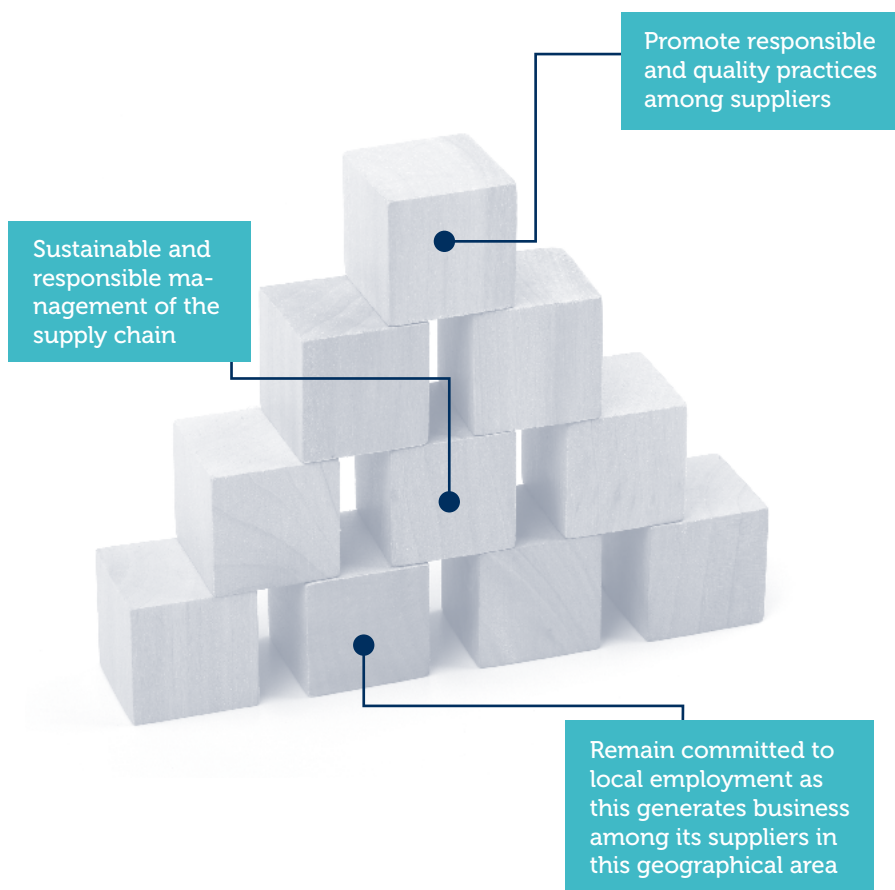 Promote responsible
and quality practices
among suppliers
Sustainable and
responsible ma-
nagement of the
supply chain
Remain committed to
local employment as
this generates business
among its suppliers in
this geographical area